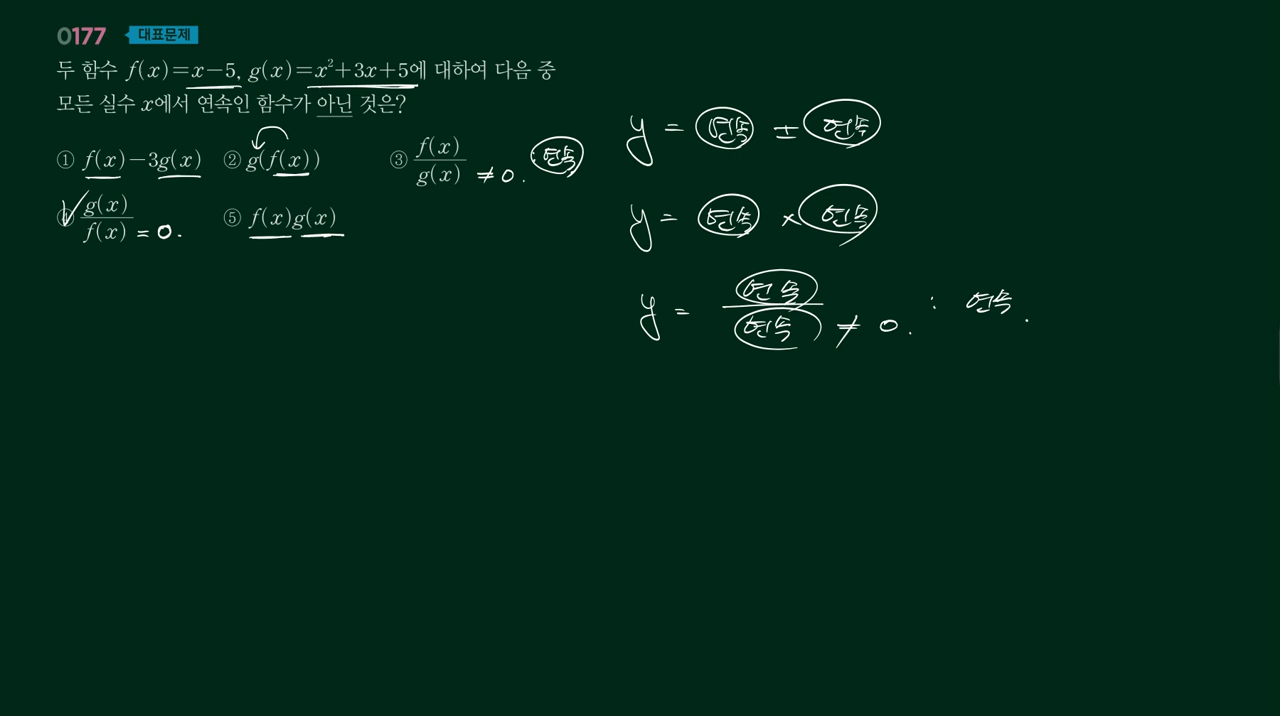 0177 대표문제
두 함수 f(x)=x-5, g(x)=x²+3x+5에 대하여 다음 중
모든 실수 x에서 연속인 함수가 아닌 것은?
① f(x)-3g(x) ② g(f(x)) ③ f(x)/g(x) ≠0. 연속
④ g(x)/f(x) =0. ⑤ f(x)g(x)
y = 연속 ± 연속
y = 연속 × 연속
y = 연속/연속 ≠ 0. : 연속.